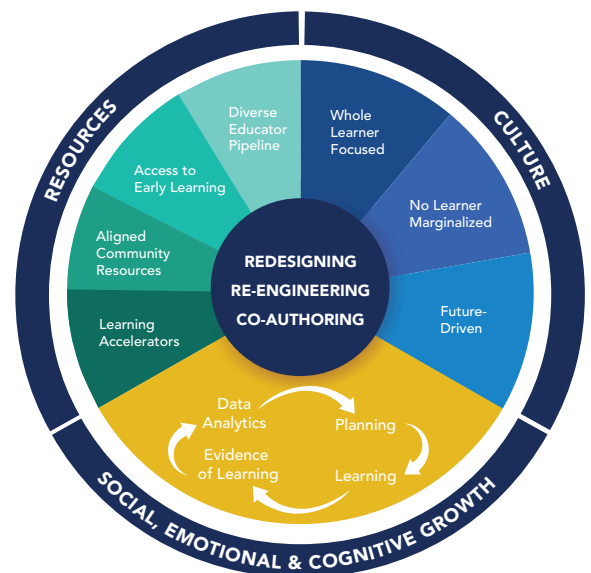 RESOURCES
CULTURE
Diverse
Educator
Pipeline
Whole
Learner
Focused
Access to
Early Learning
No Learner
Marginalized
Aligned
Community
Resources
Future-
Driven
Learning
Accelerators
REDESIGNING
RE-ENGINEERING
CO-AUTHORING
Data
Analytics
Planning
Evidence
of Learning
Learning
SOCIAL, EMOTIONAL & COGNITIVE GROWTH